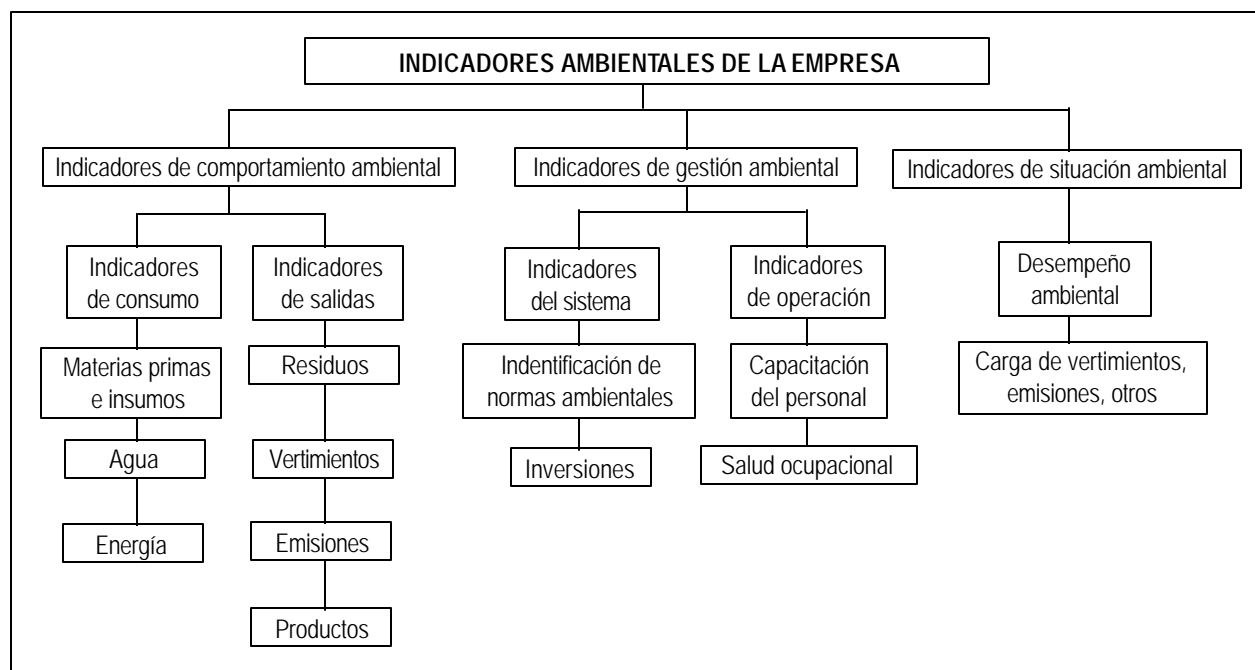 INDICADORES AMBIENTALES DE LA EMPRESA
Indicadores de comportamiento ambiental
Indicadores de gestión ambiental
Indicadores de situación ambiental
Indicadores
de consumo
Indicadores
de salidas
Indicadores
del sistema
Indicadores
de operación
Desempeño
ambiental
Materias primas
e insumos
Residuos
Indentificación de
normas ambientales
Capacitación
del personal
Carga de vertimientos,
emisiones, otros
Agua
Vertimientos
Inversiones
Salud ocupacional
Energía
Emisiones
Productos